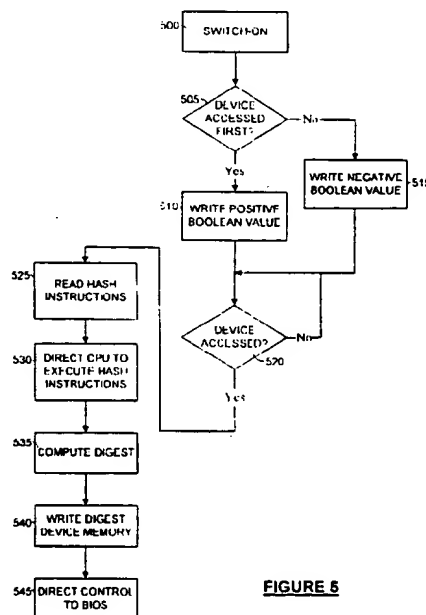 500
SWITCH-ON
505
DEVICE
ACCESSED
FIRST?
No
Yes
510
WRITE POSITIVE
BOOLEAN VALUE
WRITE NEGATIVE
BOOLEAN VALUE
515
525
READ HASH
INSTRUCTIONS
DEVICE
ACCESSED?
No
520
Yes
530
DIRECT CPU TO
EXECUTE HASH
INSTRUCTIONS
535
COMPUTE DIGEST
540
WRITE DIGEST
DEVICE MEMORY
545
DIRECT CONTROL
TO BIOS
FIGURE 5